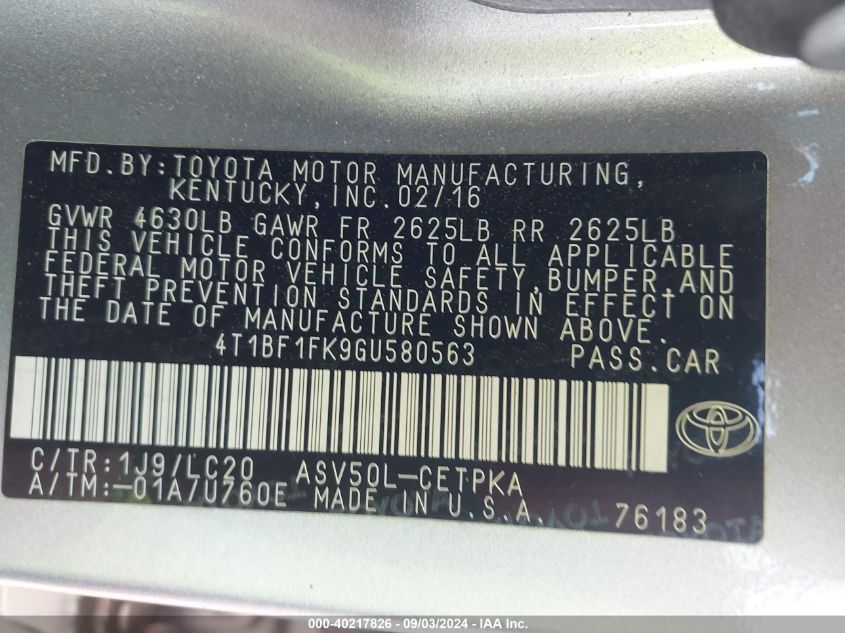 MFD.BY:TOYOTA MOTOR MANUFACTURING,
KENTUCKY,INC.02/16
GVWR 4630LB GAWR FR 2625LB RR 2625LB
THIS VEHICLE CONFORMS TO ALL APPLICABLE
FEDERAL MOTOR VEHICLE SAFETY,BUMPER,AND
THEFT PREVENTION STANDARDS IN EFFECT ON
THE DATE OF MANUFACTURE SHOWN ABOVE.
4T1BF1FK9GU580563 PASS.CAR
C/TR:1J9/LC20 ASV50L-CETPKA
A/TM:-01A/U760E MADE IN U.S.A. 76183
000-40217826 - 09/03/2024 - IAA Inc.